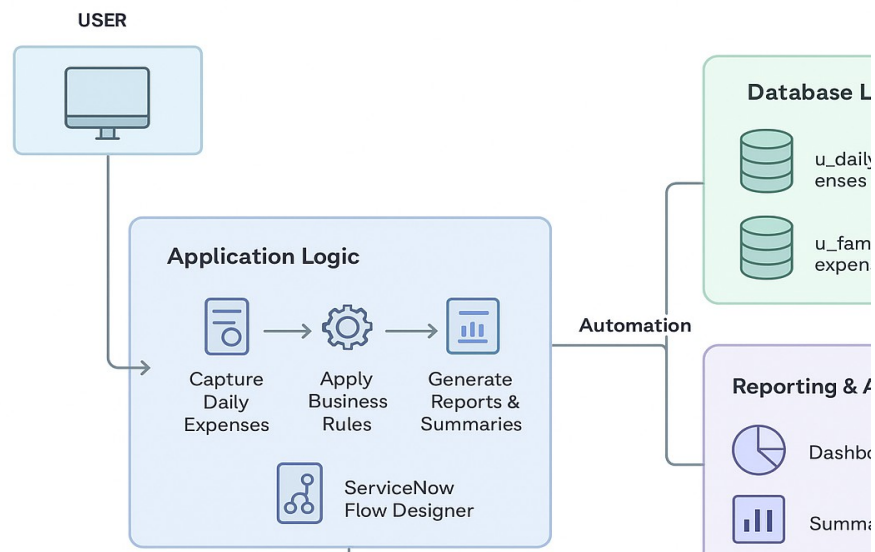 USER
Application Logic
Capture
Daily
Expenses
Apply
Business
Rules
Generate
Reports &
Summaries
ServiceNow
Flow Designer
Automation
Database L
u_daily
enses
u_fam
expen
Reporting & A
Dashbo
Summa